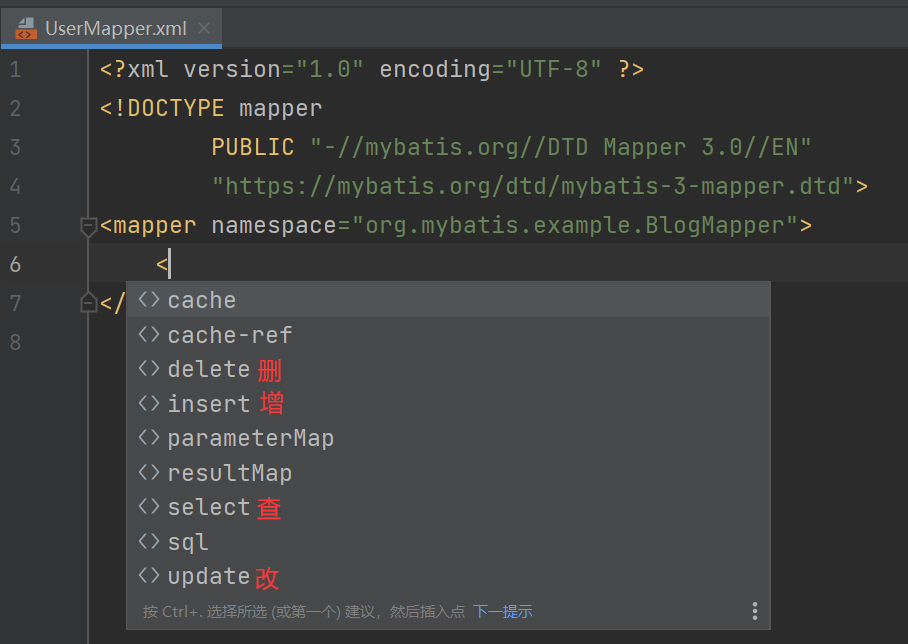 UserMapper.xml
1 <?xml version="1.0" encoding="UTF-8" ?>
2 <!DOCTYPE mapper
3 PUBLIC "-//mybatis.org//DTD Mapper 3.0//EN"
4 "https://mybatis.org/dtd/mybatis-3-mapper.dtd">
5 <mapper namespace="org.mybatis.example.BlogMapper">
6 <
7 </
8
<> cache
<> cache-ref
<> delete 删
<> insert 增
<> parameterMap
<> resultMap
<> select 查
<> sql
<> update 改
按 Ctrl+. 选择所选 (或第一个) 建议，然后插入点 下一提示